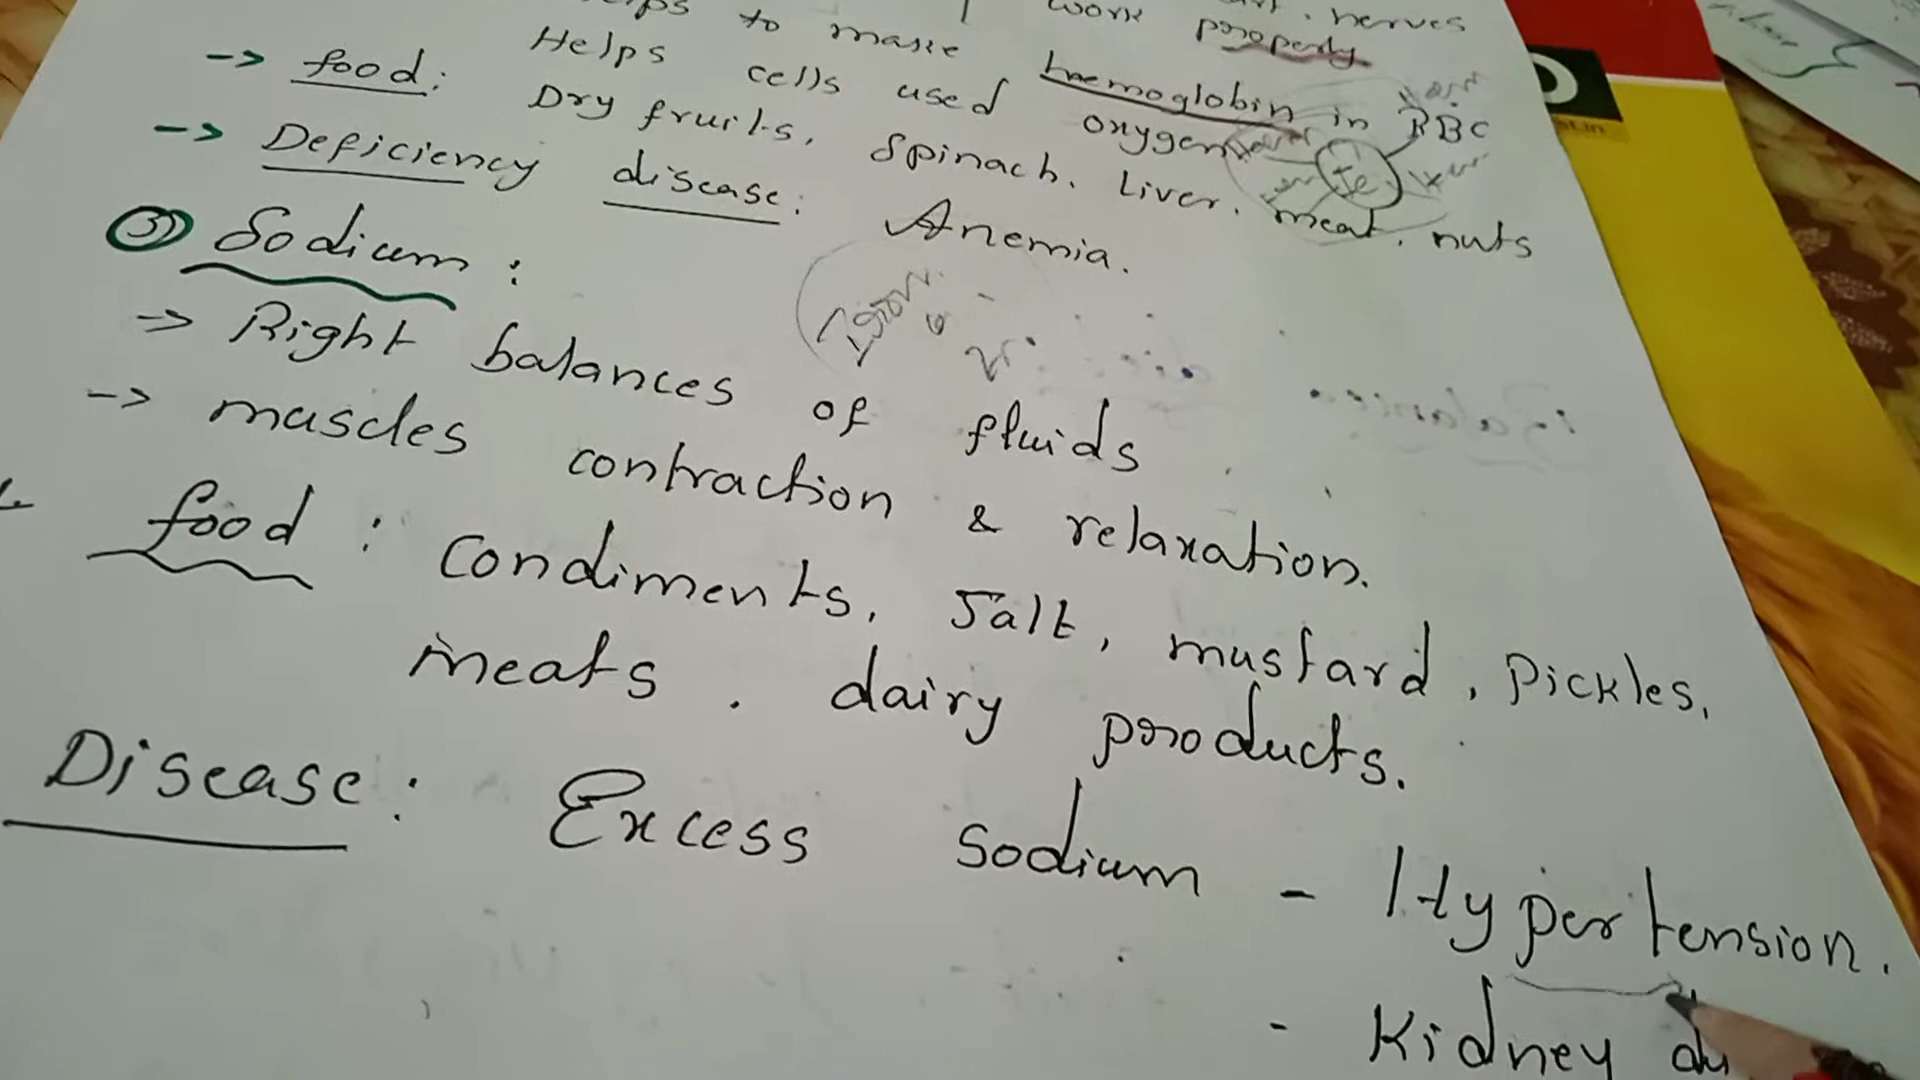 nerves
work properly
to make haemoglobin in RBC
Helps cells used oxygen
-> food: Dry fruits, Spinach, Liver, meat, nuts
-> Deficiency disease: Anemia.
③ Sodium:
-> Right balances of fluids
-> muscles contraction & relaxation.
food: Condiments, Salt, mustard, Pickles,
meats, dairy products.
Disease: Excess Sodium - Hypertension.
- Kidney